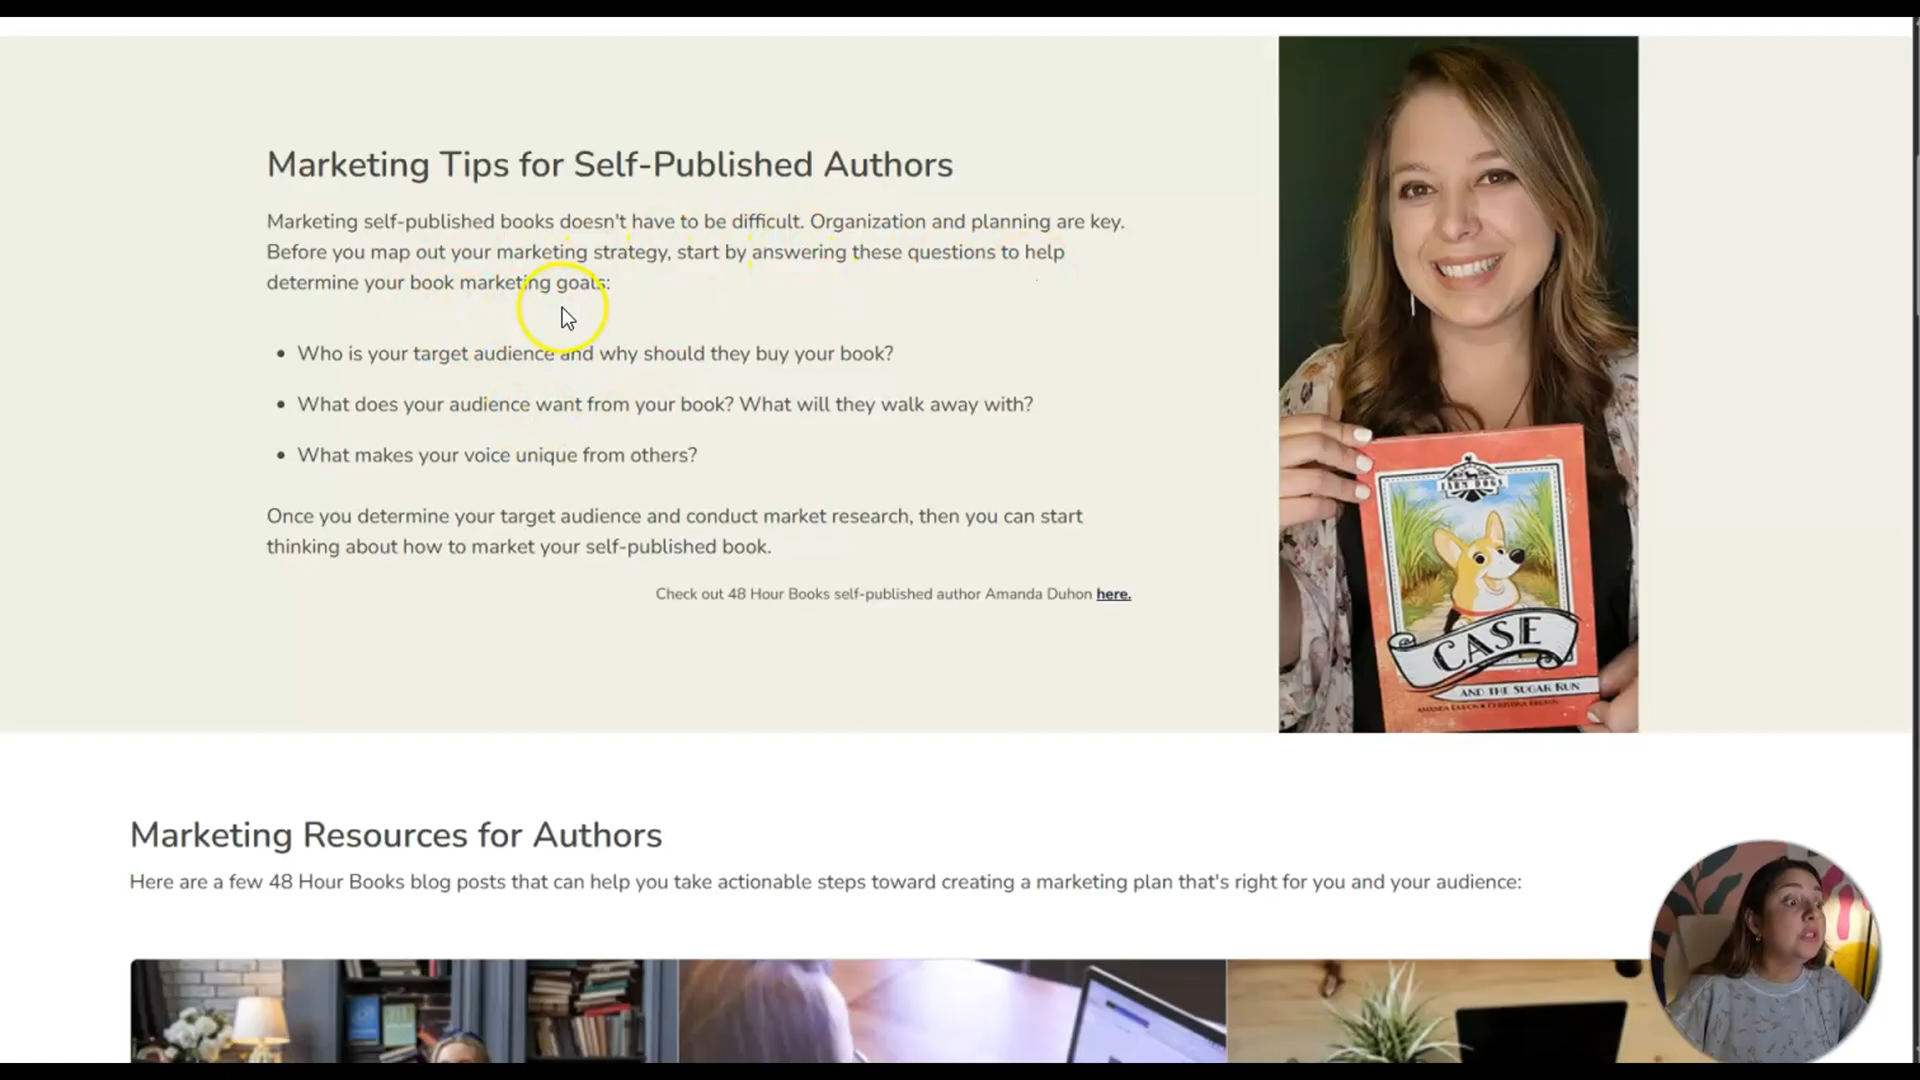 Marketing Tips for Self-Published Authors
Marketing self-published books doesn't have to be difficult. Organization and planning are key.
Before you map out your marketing strategy, start by answering these questions to help
determine your book marketing goals:
• Who is your target audience and why should they buy your book?
• What does your audience want from your book? What will they walk away with?
• What makes your voice unique from others?
Once you determine your target audience and conduct market research, then you can start
thinking about how to market your self-published book.
Check out 48 Hour Books self-published author Amanda Duhon here.
FARM DOGS
CASE
AND THE SUGAR RUN
AMANDA DUHON
Marketing Resources for Authors
Here are a few 48 Hour Books blog posts that can help you take actionable steps toward creating a marketing plan that's right for you and your audience: